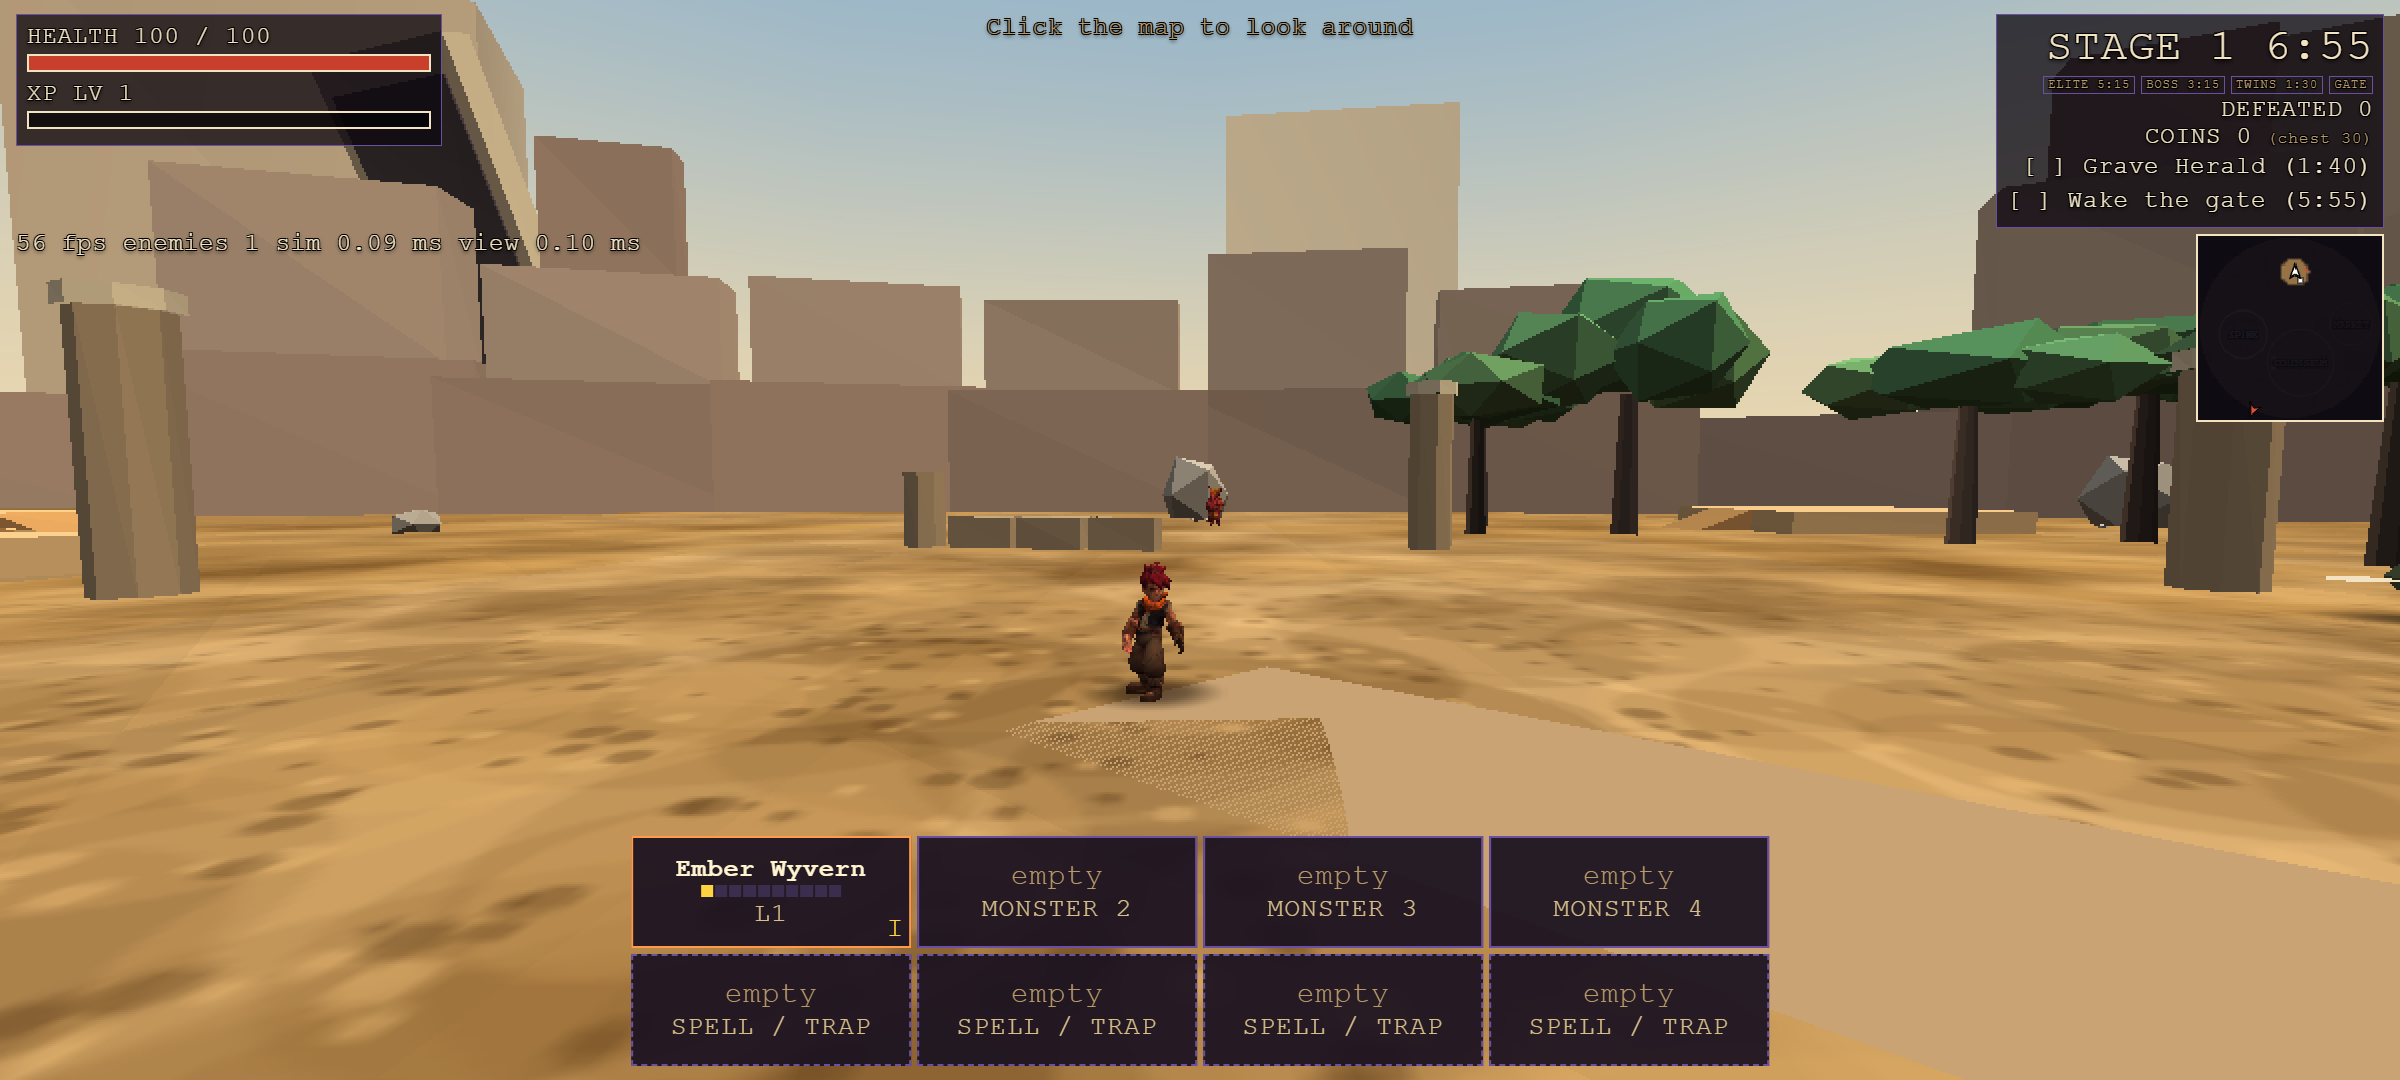 HEALTH 100 / 100
XP LV 1
Click the map to look around
STAGE 1 6:55
ELITE 5:15 BOSS 3:15 TWINS 1:30 GATE
DEFEATED 0
COINS 0 (chest 30)
[ ] Grave Herald (1:40)
[ ] Wake the gate (5:55)
56 fps enemies 1 sim 0.09 ms view 0.10 ms
Ember Wyvern
L1
I
empty
MONSTER 2
empty
MONSTER 3
empty
MONSTER 4
empty
SPELL / TRAP
empty
SPELL / TRAP
empty
SPELL / TRAP
empty
SPELL / TRAP